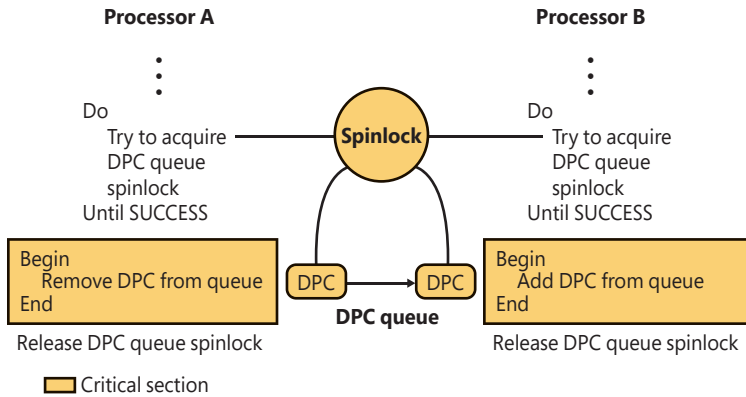 Processor A
Processor B
Do
Try to acquire
DPC queue
spinlock
Until SUCCESS
Spinlock
Do
Try to acquire
DPC queue
spinlock
Until SUCCESS
Begin
Remove DPC from queue
End
DPC
DPC
DPC queue
Begin
Add DPC from queue
End
Release DPC queue spinlock
Release DPC queue spinlock
Critical section